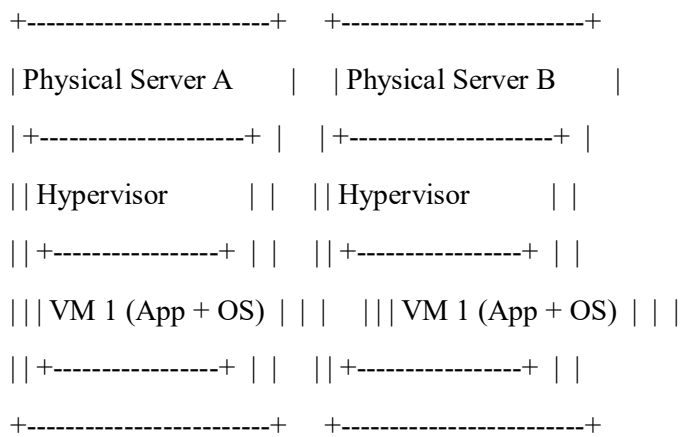 +-------------------------+ +-------------------------+
| Physical Server A | | Physical Server B |
| +---------------------+ | | +---------------------+ |
| | Hypervisor | | | | Hypervisor | |
| | +-----------------+ | | | | +-----------------+ | |
| | | VM 1 (App + OS) | | | | | | VM 1 (App + OS) | | |
| | +-----------------+ | | | | +-----------------+ | |
+-------------------------+ +-------------------------+